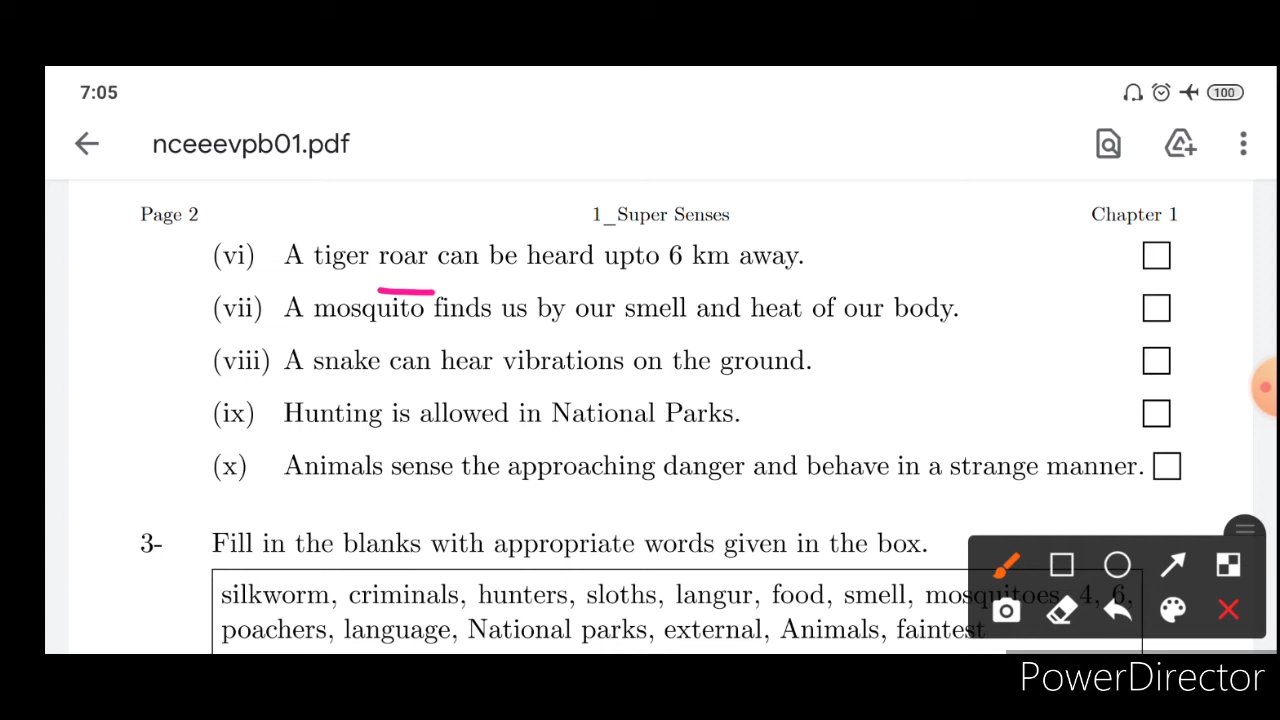 7:05
100
nceeevpb01.pdf
Page 2 1_Super Senses Chapter 1
(vi) A tiger roar can be heard upto 6 km away.
(vii) A mosquito finds us by our smell and heat of our body.
(viii) A snake can hear vibrations on the ground.
(ix) Hunting is allowed in National Parks.
(x) Animals sense the approaching danger and behave in a strange manner.
3- Fill in the blanks with appropriate words given in the box.
silkworm, criminals, hunters, sloths, langur, food, smell, mosquitoes, 4, 6,
poachers, language, National parks, external, Animals, faintest
PowerDirector